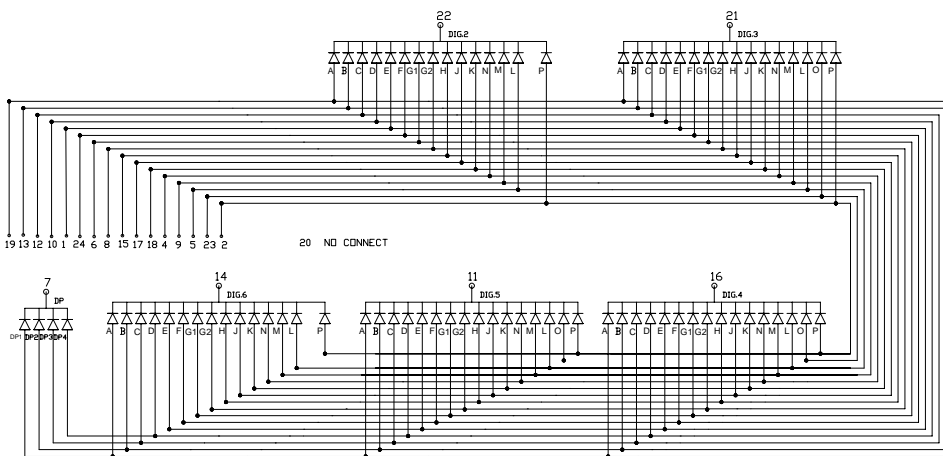 22 21
DIG.2 DIG.3
A B C D E F G1 G2 H J K N M L P A B C D E F G1 G2 H J K N M L O P
19 13 12 10 1 24 6 8 15 17 18 4 9 5 23 2
20 NO CONNECT
7 14 11 16
DP DIG.6 DIG.5 DIG.4
A B C D E F G1 G2 H J K N M L P A B C D E F G1 G2 H J K N M L O P A B C D E F G1 G2 H J K N M L O P
DP1 DP2 DP3 DP4